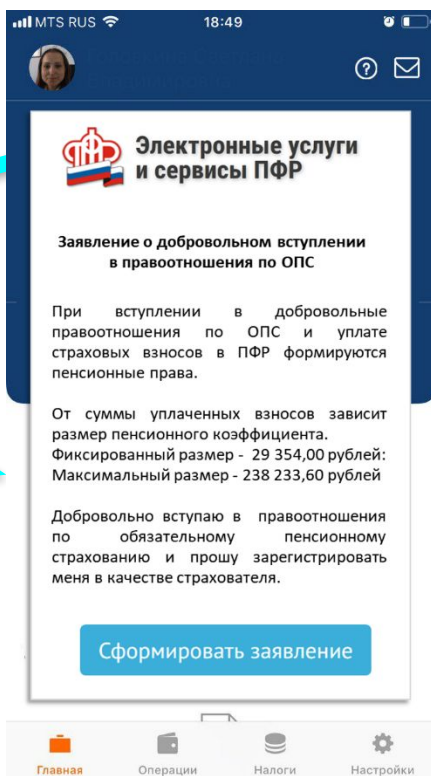 MTS RUS 18:49
Электронные услуги
и сервисы ПФР
Заявление о добровольном вступлении
в правоотношения по ОПС
При вступлении в добровольные
правоотношения по ОПС и уплате
страховых взносов в ПФР формируются
пенсионные права.
От суммы уплаченных взносов зависит
размер пенсионного коэффициента.
Фиксированный размер - 29 354,00 рублей:
Максимальный размер - 238 233,60 рублей
Добровольно вступаю в правоотношения
по обязательному пенсионному
страхованию и прошу зарегистрировать
меня в качестве страхователя.
Сформировать заявление
Главная Операции Налоги Настройки